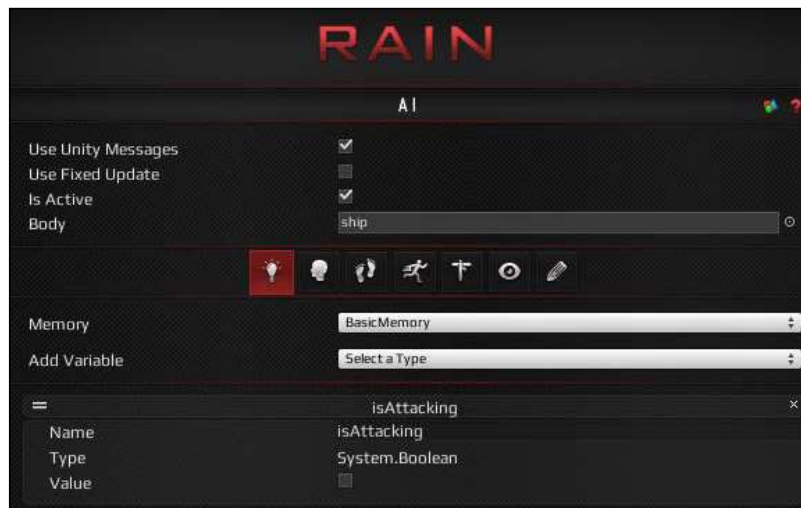 RAIN
AI
?
Use Unity Messages
Use Fixed Update
Is Active
Body ship
Memory BasicMemory
Add Variable Select a Type
isAttacking ×
Name isAttacking
Type System.Boolean
Value